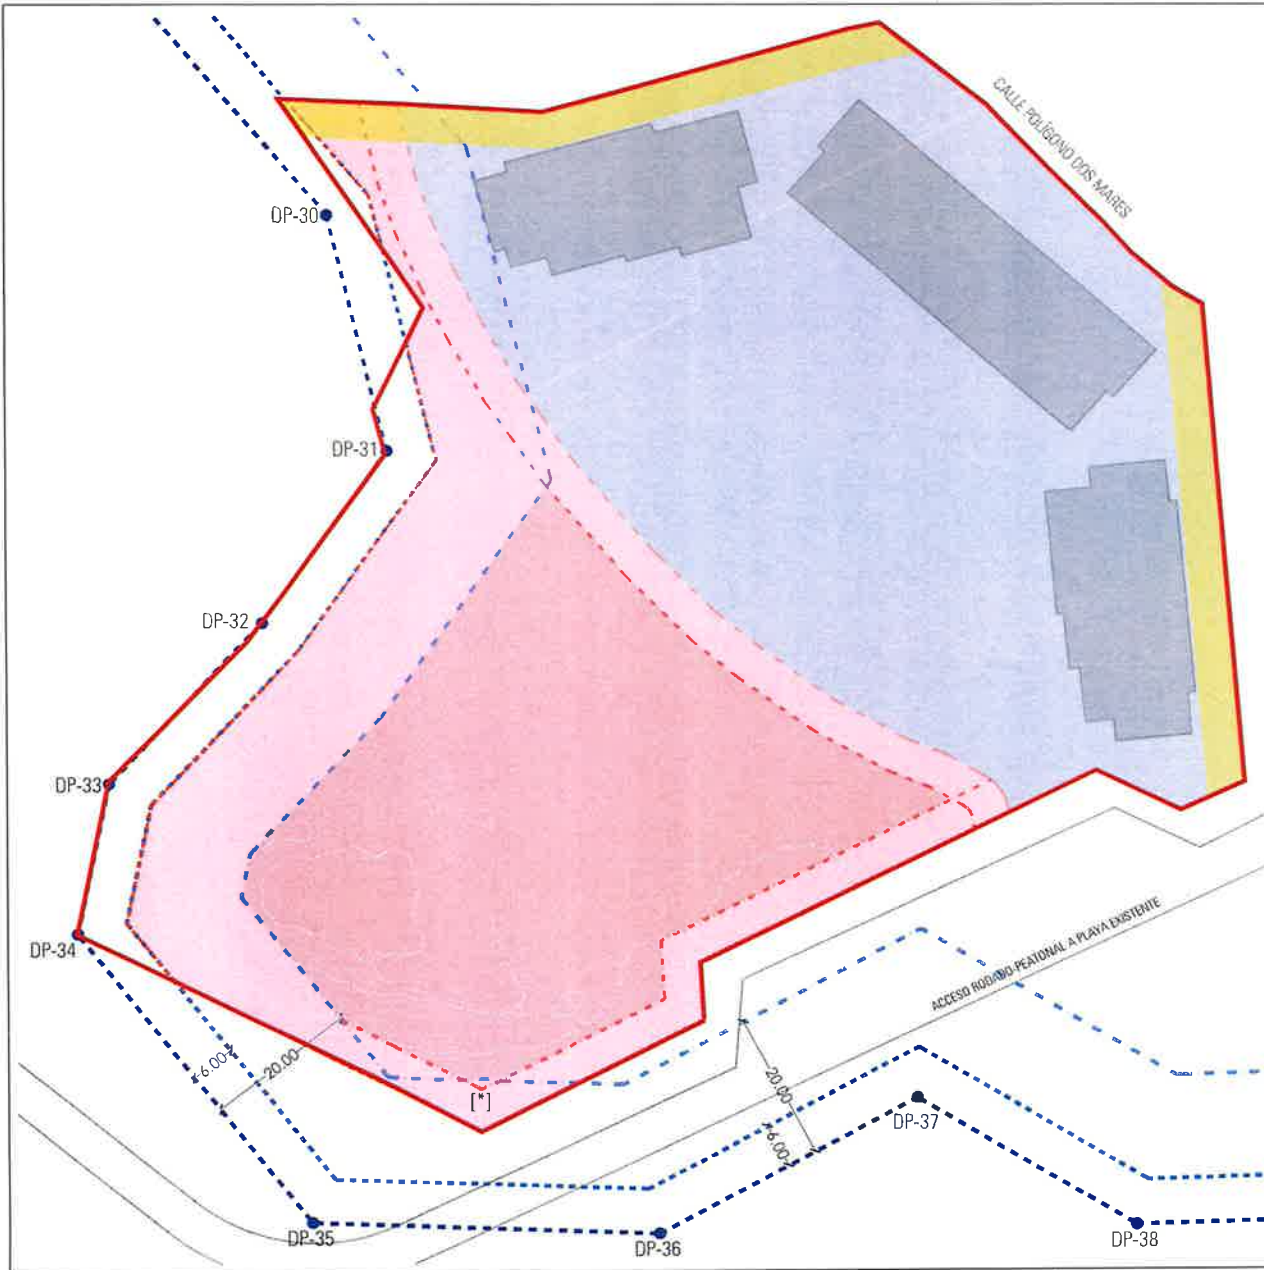 CALLE POLÍGONO DOS MARES
DP-30
DP-31
DP-32
DP-33
DP-34
ACCESO RODADO-PEATONAL A PLAYA EXISTENTE
6.00
20.00
[*]
20.00
6.00
DP-37
DP-35
DP-36
DP-38